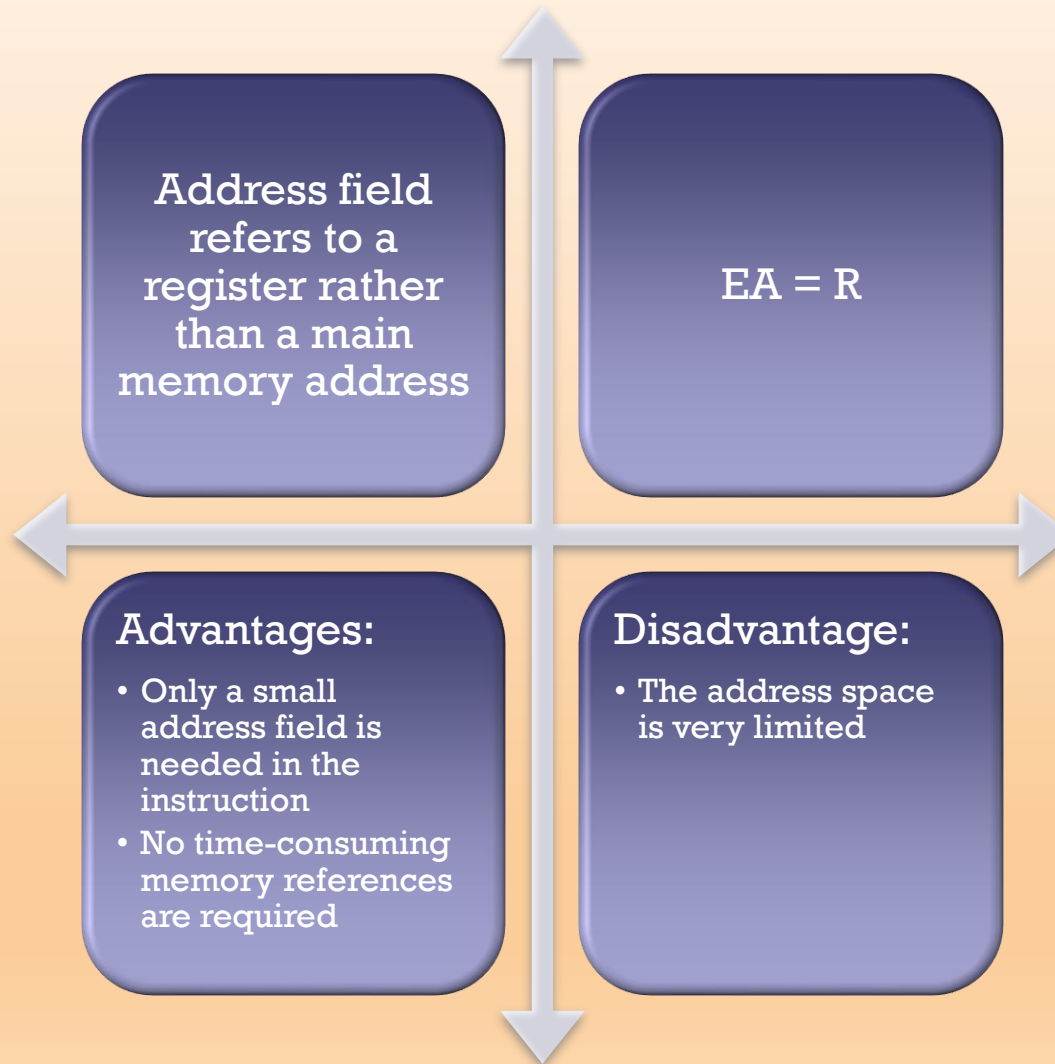 Address field
refers to a
register rather
than a main
memory address
EA = R
Advantages:
• Only a small
address field is
needed in the
instruction
• No time-consuming
memory references
are required
Disadvantage:
• The address space
is very limited